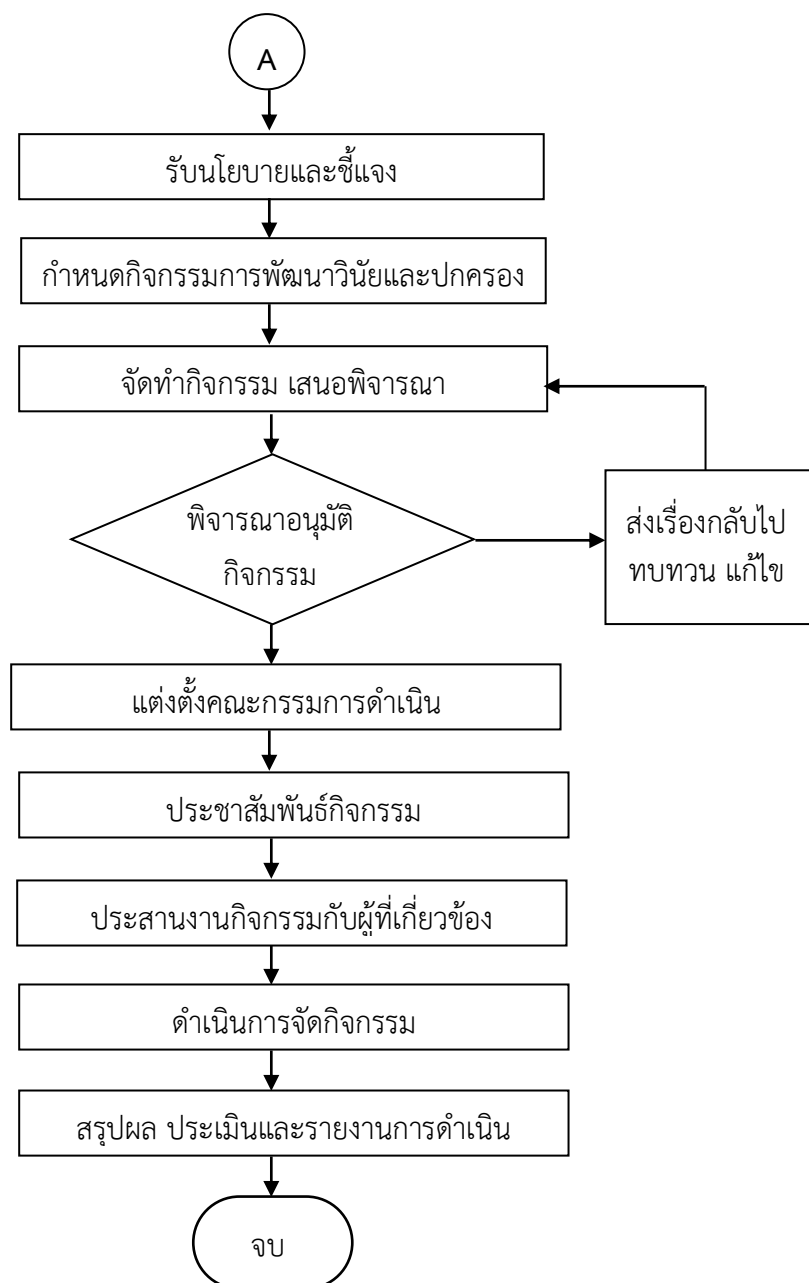 A
รับนโยบายและชี้แจง
กำหนดกิจกรรมการพัฒนาวินัยและปกครอง
จัดทำกิจกรรม เสนอพิจารณา
พิจารณาอนุมัติ
กิจกรรม
ส่งเรื่องกลับไป
ทบทวน แก้ไข
แต่งตั้งคณะกรรมการดำเนิน
ประชาสัมพันธ์กิจกรรม
ประสานงานกิจกรรมกับผู้ที่เกี่ยวข้อง
ดำเนินการจัดกิจกรรม
สรุปผล ประเมินและรายงานการดำเนิน
จบ